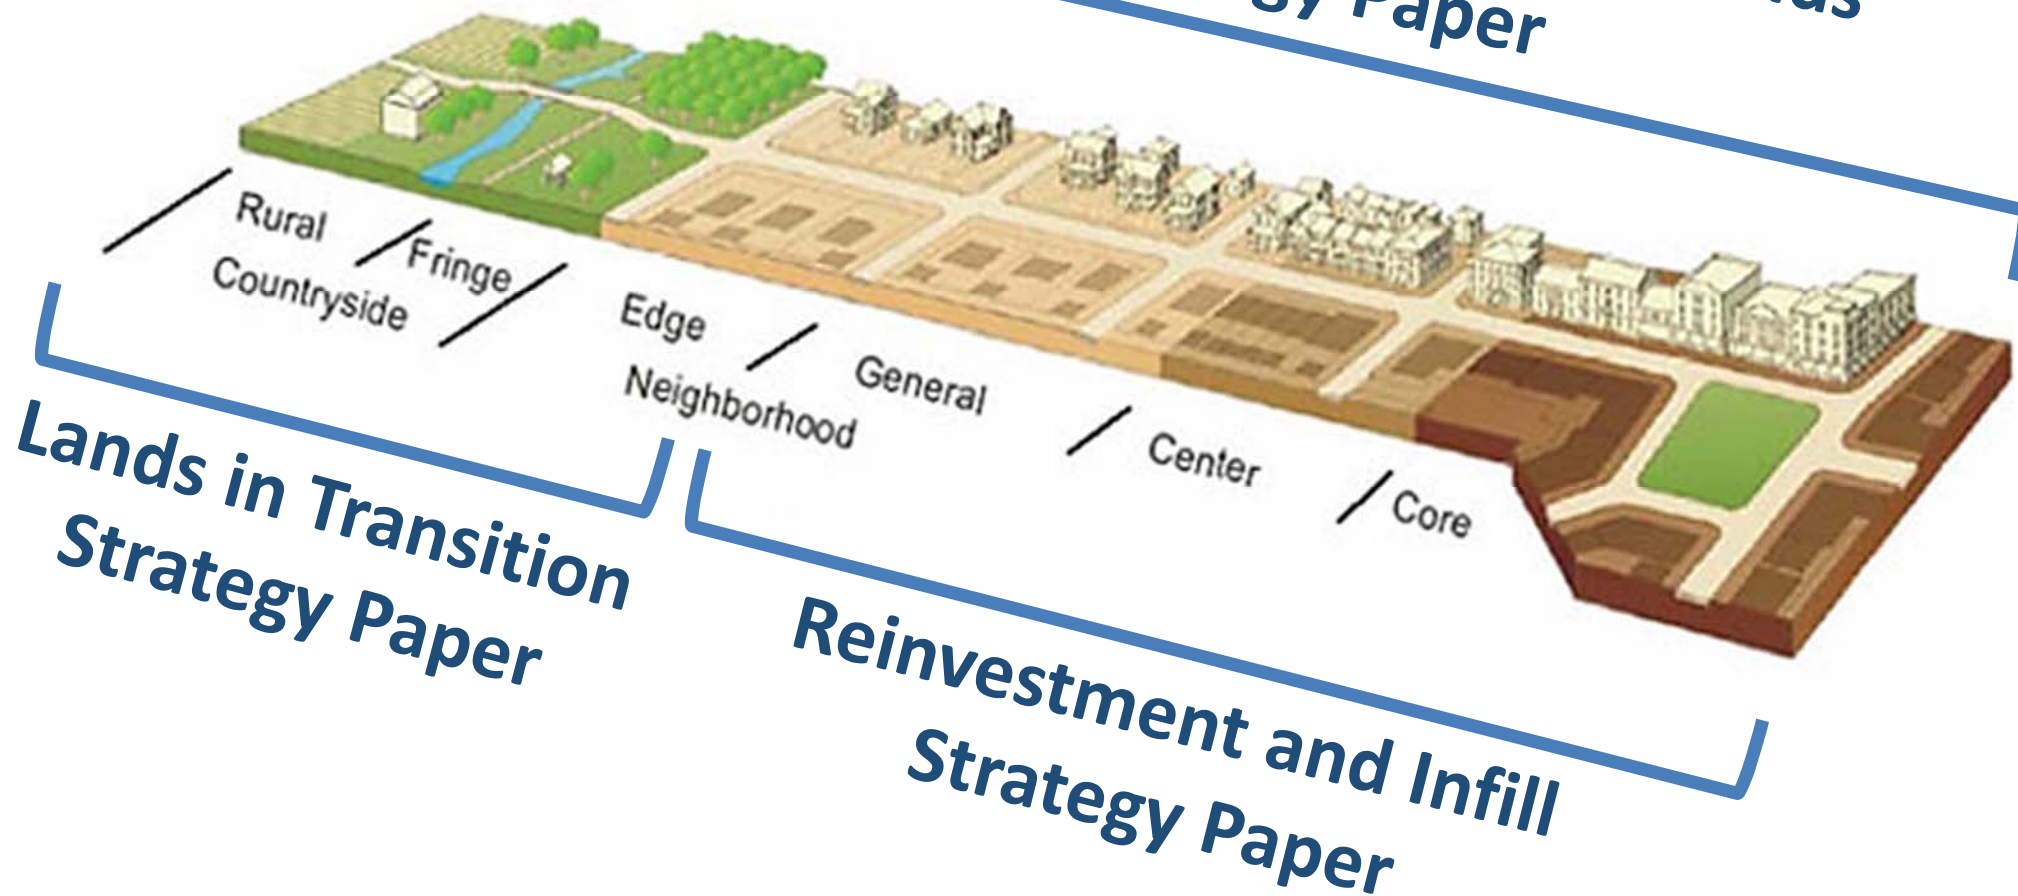 Paper
Rural
Fringe
Countryside
Edge
General
Neighborhood
Center
Core
Lands in Transition
Strategy Paper
Reinvestment and Infill
Strategy Paper